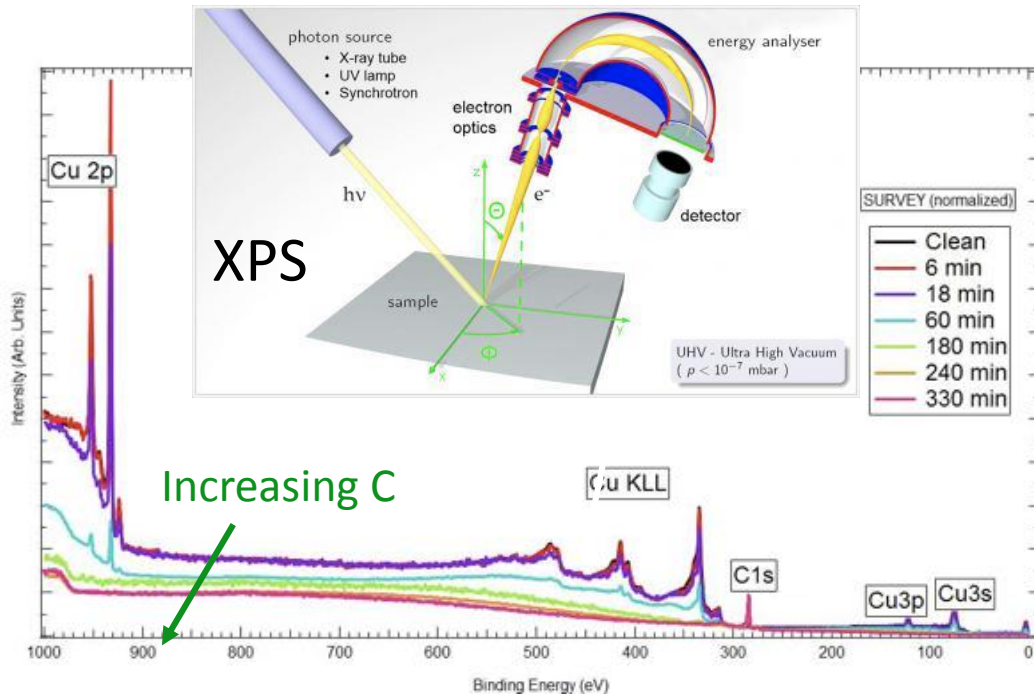 photon source
• X-ray tube
• UV lamp
• Synchrotron
energy analyser
electron
optics
hν
e⁻
detector
z
Θ
XPS
sample
y
Φ
x
UHV - Ultra High Vacuum
( p < 10⁻⁷ mbar )
Cu 2p
SURVEY (normalized)
Clean
6 min
18 min
60 min
180 min
240 min
330 min
Intensity (Arb. Units)
Increasing C
Cu KLL
C1s
Cu3p
Cu3s
1000 900 800 700 600 500 400 300 200 100 0
Binding Energy (eV)